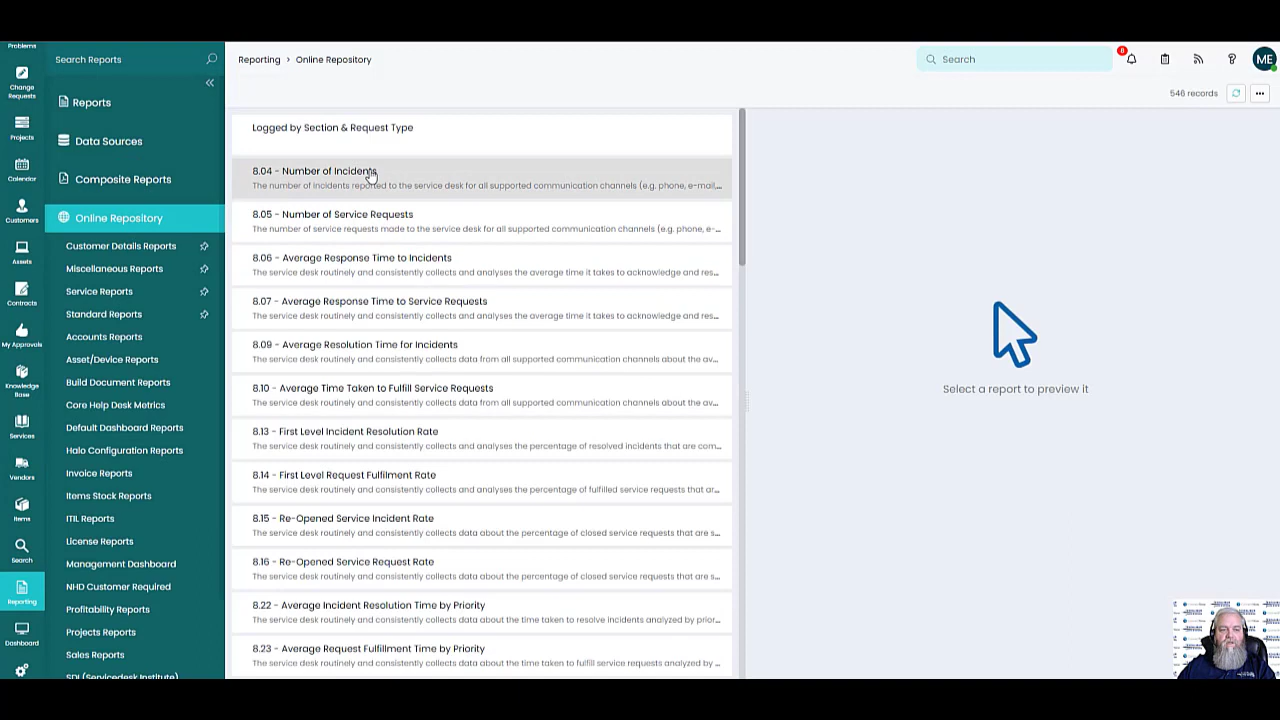 Problems
Change
Requests
Projects
Calendar
Customers
Assets
Contracts
My Approvals
Knowledge
Base
Services
Vendors
Items
Search
Reporting
Dashboard
Search Reports
Reports
Data Sources
Composite Reports
Online Repository
Customer Details Reports
Miscellaneous Reports
Service Reports
Standard Reports
Accounts Reports
Asset/Device Reports
Build Document Reports
Core Help Desk Metrics
Default Dashboard Reports
Halo Configuration Reports
Invoice Reports
Items Stock Reports
ITIL Reports
License Reports
Management Dashboard
NHD Customer Required
Profitability Reports
Projects Reports
Sales Reports
SDI (Servicedesk Institute)
Reporting > Online Repository
Search
8
ME
546 records
Logged by Section & Request Type
8.04 - Number of Incidents
The number of incidents reported to the service desk for all supported communication channels (e.g. phone, e-mail,...
8.05 - Number of Service Requests
The number of service requests made to the service desk for all supported communication channels (e.g. phone, e-...
8.06 - Average Response Time to Incidents
The service desk routinely and consistently collects and analyses the average time it takes to acknowledge and res...
8.07 - Average Response Time to Service Requests
The service desk routinely and consistently collects and analyses the average time it takes to acknowledge and res...
8.09 - Average Resolution Time for Incidents
The service desk routinely and consistently collects data from all supported communication channels about the av...
8.10 - Average Time Taken to Fulfill Service Requests
The service desk routinely and consistently collects data from all supported communication channels about the av...
8.13 - First Level Incident Resolution Rate
The service desk routinely and consistently collects and analyses the percentage of resolved incidents that are com...
8.14 - First Level Request Fulfilment Rate
The service desk routinely and consistently collects and analyses the percentage of fulfilled service requests that ar...
8.15 - Re-Opened Service Incident Rate
The service desk routinely and consistently collects data about the percentage of closed service requests that are s...
8.16 - Re-Opened Service Request Rate
The service desk routinely and consistently collects data about the percentage of closed service requests that are s...
8.22 - Average Incident Resolution Time by Priority
The service desk routinely and consistently collects data about the time taken to resolve incidents analyzed by prior...
8.23 - Average Request Fulfillment Time by Priority
The service desk routinely and consistently collects data about the time taken to fulfill service requests analyzed by ...
Select a report to preview it